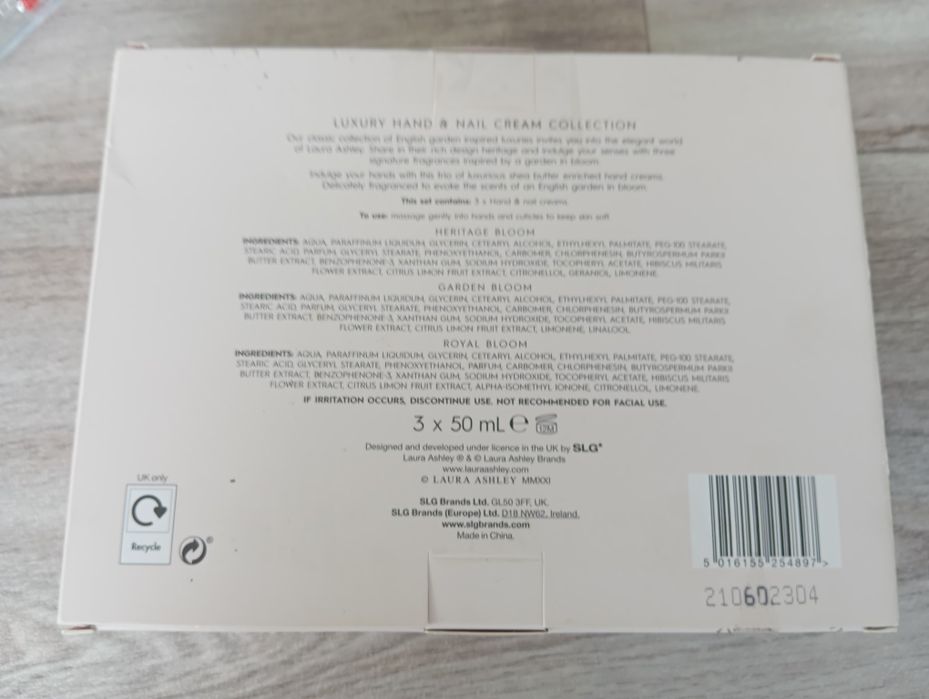 LUXURY HAND & NAIL CREAM COLLECTION
Our classic collection of English garden inspired luxuries invites you into the elegant world
of Laura Ashley. Share in their rich design heritage and indulge your senses with three
signature fragrances inspired by a garden in bloom.
Indulge your hands with this trio of luxurious shea butter enriched hand creams.
Delicately fragranced to evoke the scents of an English garden in bloom.
This set contains: 3 x Hand & nail creams.
To use: massage gently into hands and cuticles to keep skin soft.
HERITAGE BLOOM
INGREDIENTS: AQUA, PARAFFINUM LIQUIDUM, GLYCERIN, CETEARYL ALCOHOL, ETHYLHEXYL PALMITATE, PEG-100 STEARATE,
STEARIC ACID, PARFUM, GLYCERYL STEARATE, PHENOXYETHANOL, CARBOMER, CHLORPHENESIN, BUTYROSPERMUM PARKII
BUTTER EXTRACT, BENZOPHENONE-3, XANTHAN GUM, SODIUM HYDROXIDE, TOCOPHERYL ACETATE, HIBISCUS MILITARIS
FLOWER EXTRACT, CITRUS LIMON FRUIT EXTRACT, CITRONELLOL, GERANIOL, LIMONENE.
GARDEN BLOOM
INGREDIENTS: AQUA, PARAFFINUM LIQUIDUM, GLYCERIN, CETEARYL ALCOHOL, ETHYLHEXYL PALMITATE, PEG-100 STEARATE,
STEARIC ACID, PARFUM, GLYCERYL STEARATE, PHENOXYETHANOL, CARBOMER, CHLORPHENESIN, BUTYROSPERMUM PARKII
BUTTER EXTRACT, BENZOPHENONE-3, XANTHAN GUM, SODIUM HYDROXIDE, TOCOPHERYL ACETATE, HIBISCUS MILITARIS
FLOWER EXTRACT, CITRUS LIMON FRUIT EXTRACT, LIMONENE, LINALOOL.
ROYAL BLOOM
INGREDIENTS: AQUA, PARAFFINUM LIQUIDUM, GLYCERIN, CETEARYL ALCOHOL, ETHYLHEXYL PALMITATE, PEG-100 STEARATE,
STEARIC ACID, GLYCERYL STEARATE, PHENOXYETHANOL, PARFUM, CARBOMER, CHLORPHENESIN, BUTYROSPERMUM PARKII
BUTTER EXTRACT, BENZOPHENONE-3, XANTHAN GUM, SODIUM HYDROXIDE, TOCOPHERYL ACETATE, HIBISCUS MILITARIS
FLOWER EXTRACT, CITRUS LIMON FRUIT EXTRACT, ALPHA-ISOMETHYL IONONE, CITRONELLOL, LIMONENE.
IF IRRITATION OCCURS, DISCONTINUE USE. NOT RECOMMENDED FOR FACIAL USE.
3 x 50 mL ℮ 12M
Designed and developed under licence in the UK by SLG®
Laura Ashley ® & © Laura Ashley Brands
www.lauraashley.com
© LAURA ASHLEY MMXXI
SLG Brands Ltd. GL50 3FF, UK.
SLG Brands (Europe) Ltd. D18 NW62, Ireland.
www.slgbrands.com
Made in China.
UK only
Recycle
®
5 016155 254897 >
210602304